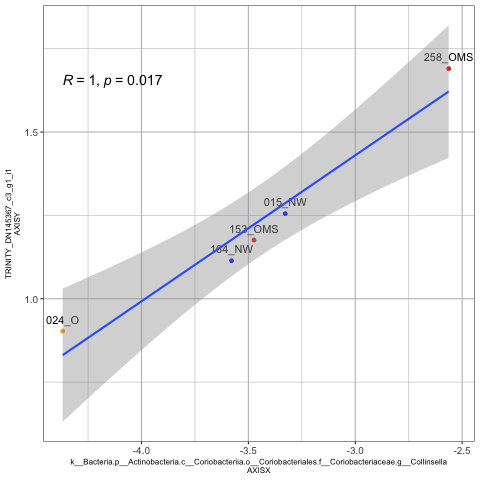 258_OMS
R = 1, p = 0.017
1.5
015_NW
153_OMS
164_NW
1.0
024_O
TRINITY_DN145367_c3_g1_i1
AXISY
-4.0
-3.5
-3.0
-2.5
k__Bacteria.p__Actinobacteria.c__Coriobacteriia.o__Coriobacteriales.f__Coriobacteriaceae.g__Collinsella
AXISX